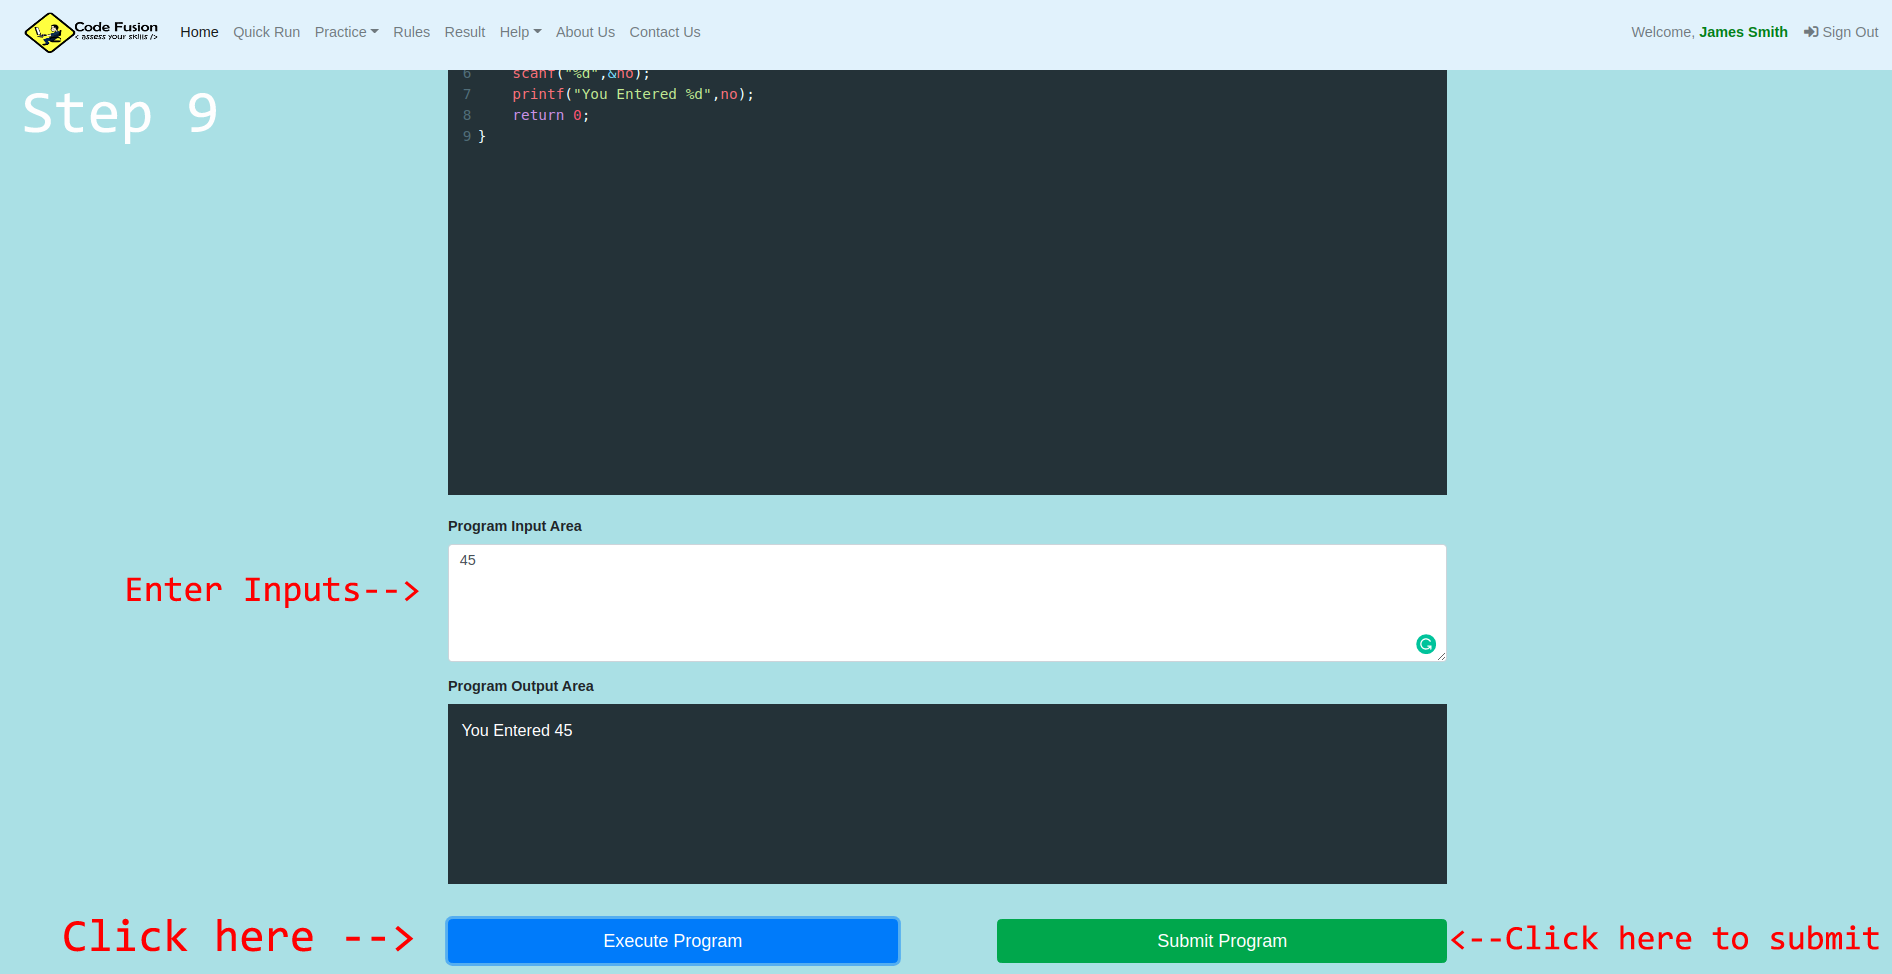 Code Fusion
< assess your skills />
Home Quick Run Practice Rules Result Help About Us Contact Us Welcome, James Smith Sign Out
Step 9
6 scanf("%d",&no);
7 printf("You Entered %d",no);
8 return 0;
9 }
Program Input Area
45
Enter Inputs-->
Program Output Area
You Entered 45
Click here --> Execute Program Submit Program <--Click here to submit